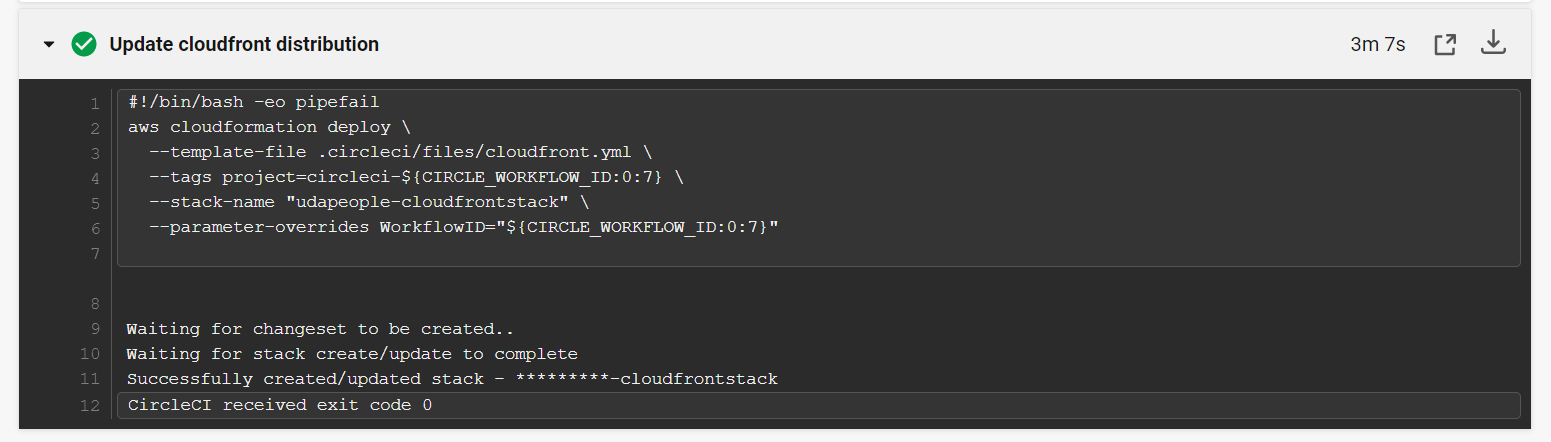 Update cloudfront distribution 3m 7s
1 #!/bin/bash -eo pipefail
2 aws cloudformation deploy \
3   --template-file .circleci/files/cloudfront.yml \
4   --tags project=circleci-${CIRCLE_WORKFLOW_ID:0:7} \
5   --stack-name "udapeople-cloudfrontstack" \
6   --parameter-overrides WorkflowID="${CIRCLE_WORKFLOW_ID:0:7}"
7
8
9 Waiting for changeset to be created..
10 Waiting for stack create/update to complete
11 Successfully created/updated stack - *********-cloudfrontstack
12 CircleCI received exit code 0